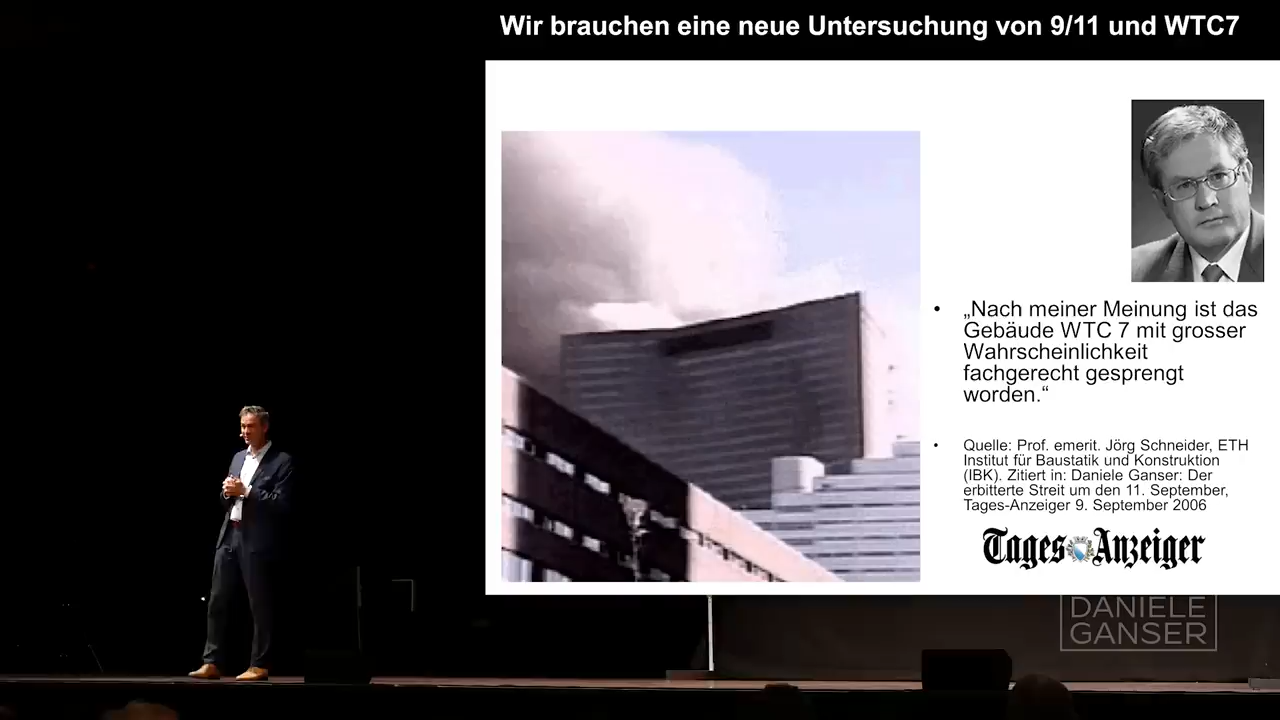 Wir brauchen eine neue Untersuchung von 9/11 und WTC7
• „Nach meiner Meinung ist das
Gebäude WTC 7 mit grosser
Wahrscheinlichkeit
fachgerecht gesprengt
worden.“
• Quelle: Prof. emerit. Jörg Schneider, ETH
Institut für Baustatik und Konstruktion
(IBK). Zitiert in: Daniele Ganser: Der
erbitterte Streit um den 11. September,
Tages-Anzeiger 9. September 2006
Tages Anzeiger
DANIELE
GANSER